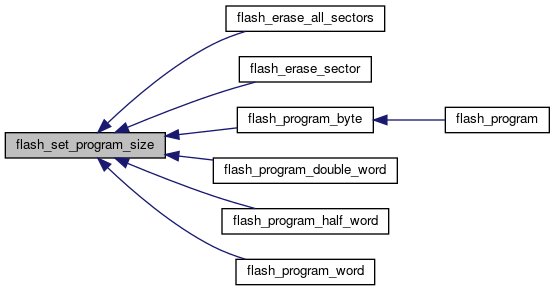 flash_erase_all_sectors
flash_erase_sector
flash_program_byte
flash_program
flash_set_program_size
flash_program_double_word
flash_program_half_word
flash_program_word